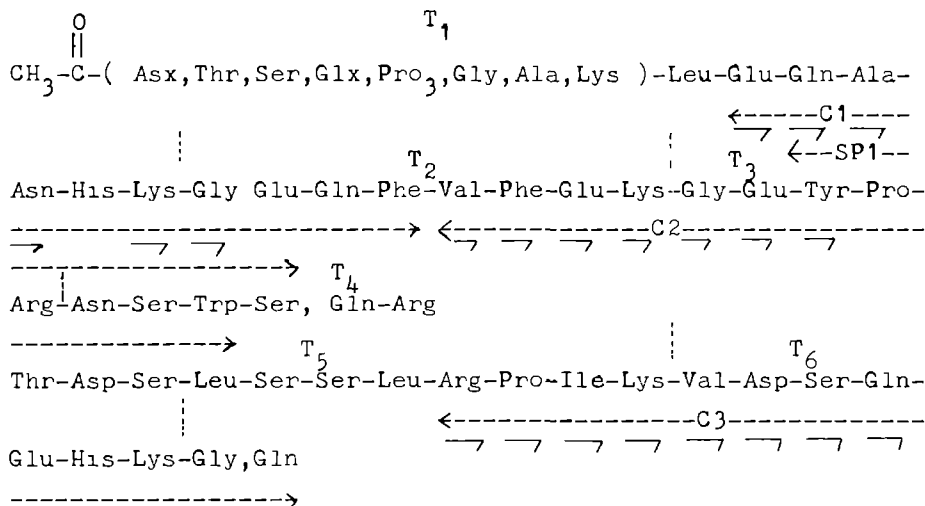 O T₁
CH₃-C-( Asx,Thr,Ser,Glx,Pro₃,Gly,Ala,Lys )-Leu-Glu-Gln-Ala-
C1
SP1
T₂ T₃
Asn-His-Lys-Gly Glu-Gln-Phe-Val-Phe-Glu-Lys-Gly-Glu-Tyr-Pro-
C2
T₄
Arg-Asn-Ser-Trp-Ser, Gln-Arg
T₅ T₆
Thr-Asp-Ser-Leu-Ser-Ser-Leu-Arg-Pro-Ile-Lys-Val-Asp-Ser-Gln-
C3
Glu-His-Lys-Gly,Gln